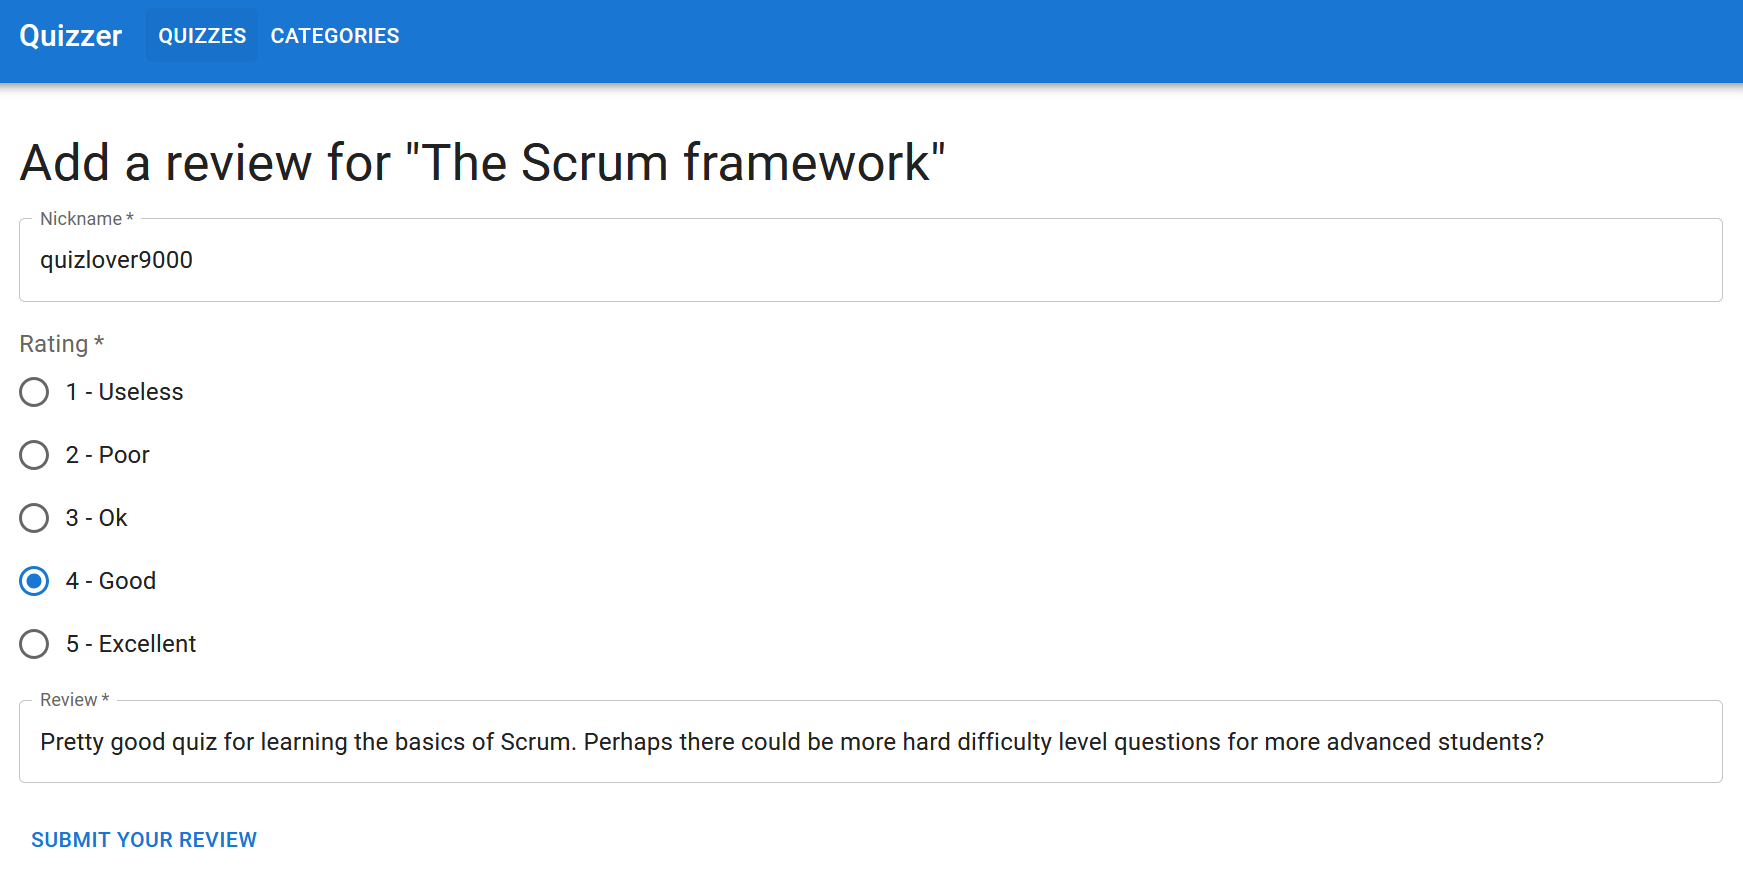 Quizzer QUIZZES CATEGORIES
Add a review for "The Scrum framework"
Nickname *
quizlover9000
Rating *
1 - Useless
2 - Poor
3 - Ok
4 - Good
5 - Excellent
Review *
Pretty good quiz for learning the basics of Scrum. Perhaps there could be more hard difficulty level questions for more advanced students?
SUBMIT YOUR REVIEW